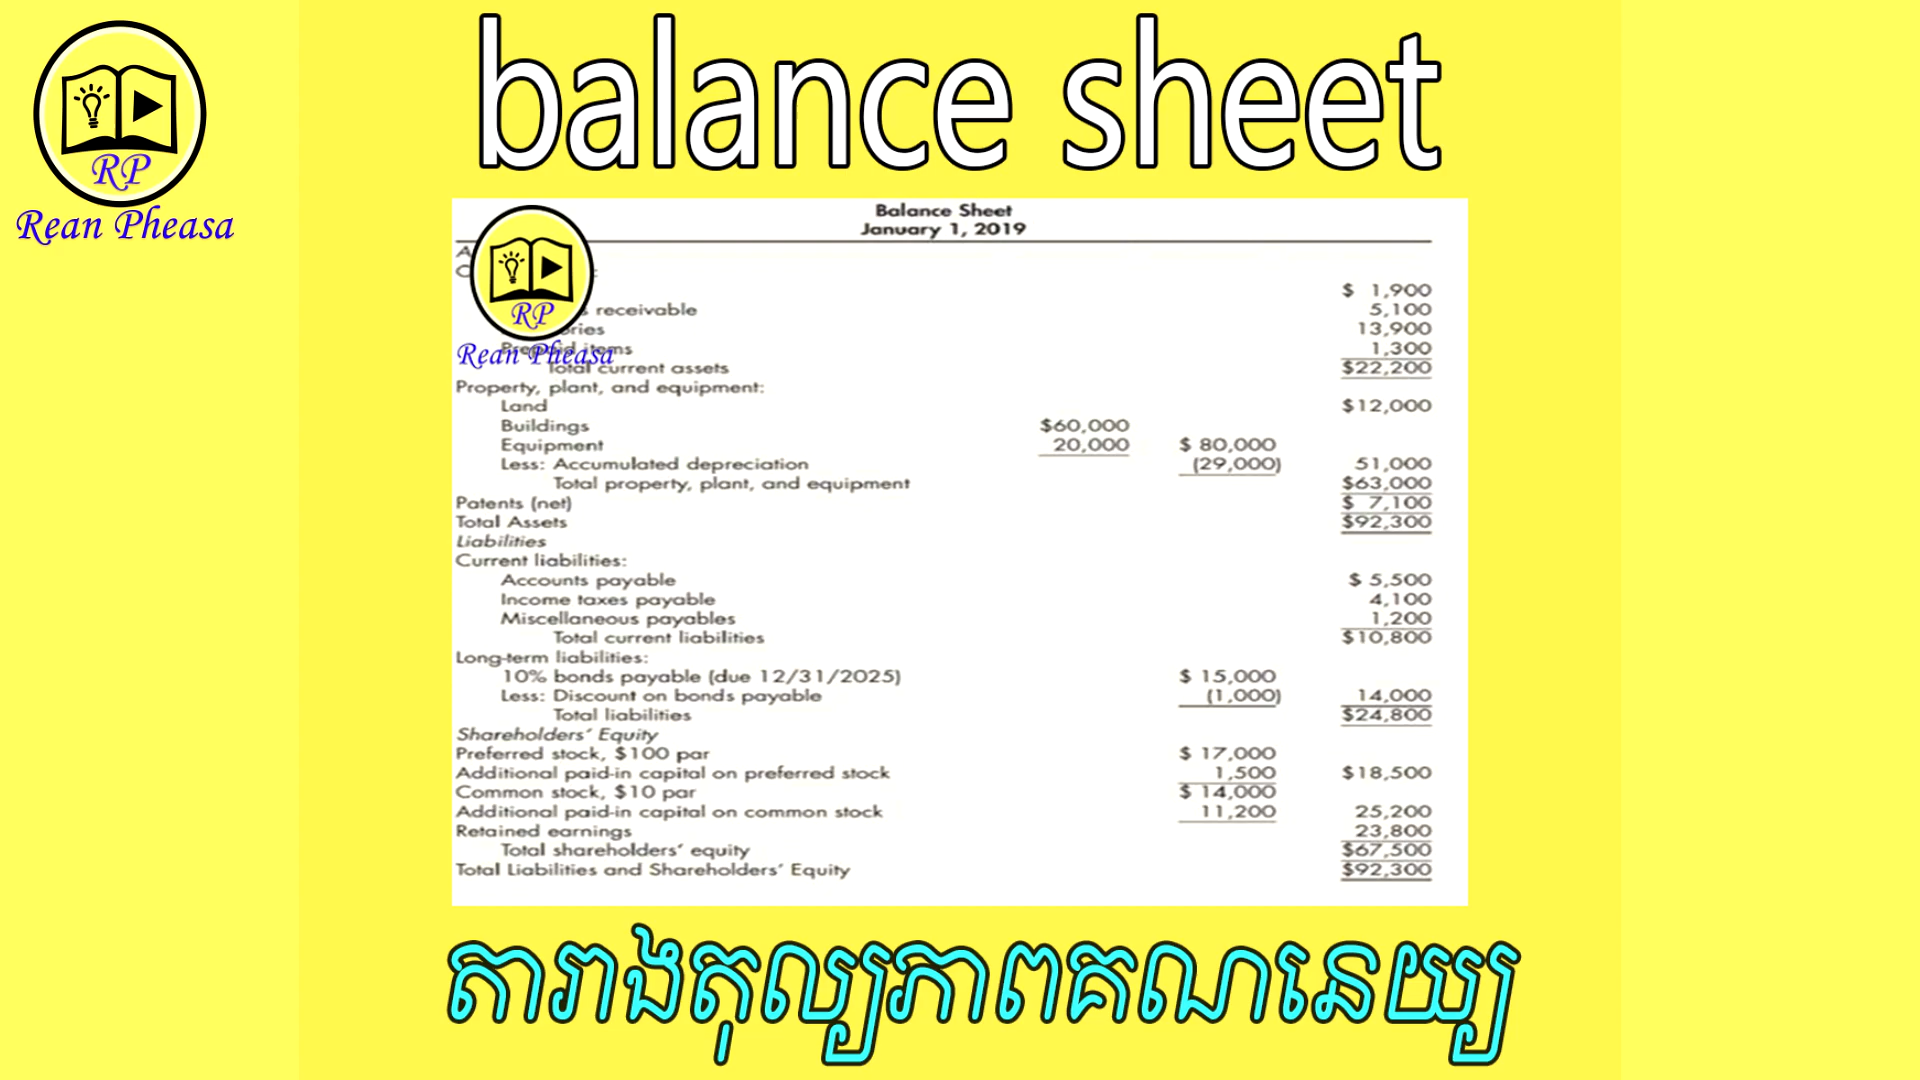 balance sheet
RP
Rean Pheasa
Balance Sheet
January 1, 2019
$ 1,900
receivable 5,100
13,900
items 1,300
RP
Rean Pheasa
Total current assets $22,200
Property, plant, and equipment:
Land $12,000
Buildings $60,000
Equipment 20,000 $ 80,000
Less: Accumulated depreciation (29,000) 51,000
Total property, plant, and equipment $63,000
Patents (net) $ 7,100
Total Assets $92,300
Liabilities
Current liabilities:
Accounts payable $ 5,500
Income taxes payable 4,100
Miscellaneous payables 1,200
Total current liabilities $10,800
Long-term liabilities:
10% bonds payable (due 12/31/2025) $ 15,000
Less: Discount on bonds payable (1,000) 14,000
Total liabilities $24,800
Shareholders' Equity
Preferred stock, $100 par $ 17,000
Additional paid-in capital on preferred stock 1,500 $18,500
Common stock, $10 par $ 14,000
Additional paid-in capital on common stock 11,200 25,200
Retained earnings 23,800
Total shareholders' equity $67,500
Total Liabilities and Shareholders' Equity $92,300
តារាងតុល្យភាពគណនេយ្យ